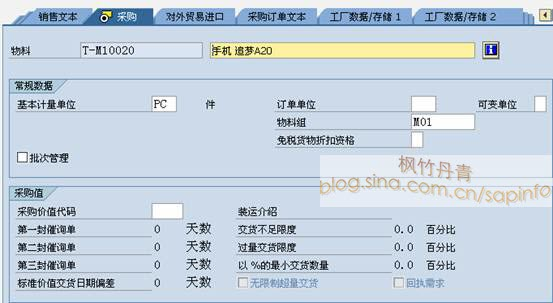 销售文本 采购 对外贸易进口 采购订单文本 工厂数据/存储 1 工厂数据/存储 2
物料 T-M10020 手机 追梦A20
常规数据
基本计量单位 PC 件 订单单位 可变单位
物料组 M01
免税货物折扣资格
批次管理
枫竹丹青
blog.sina.com.cn/sapinfo
采购值
采购价值代码 装运介绍
第一封催询单 0 天数 交货不足限度 0.0 百分比
第二封催询单 0 天数 过量交货限度 0.0 百分比
第三封催询单 0 天数 以 %的最小交货数量 0.0 百分比
标准价值交货日期偏差 0 天数 无限制超量交货 回执需求